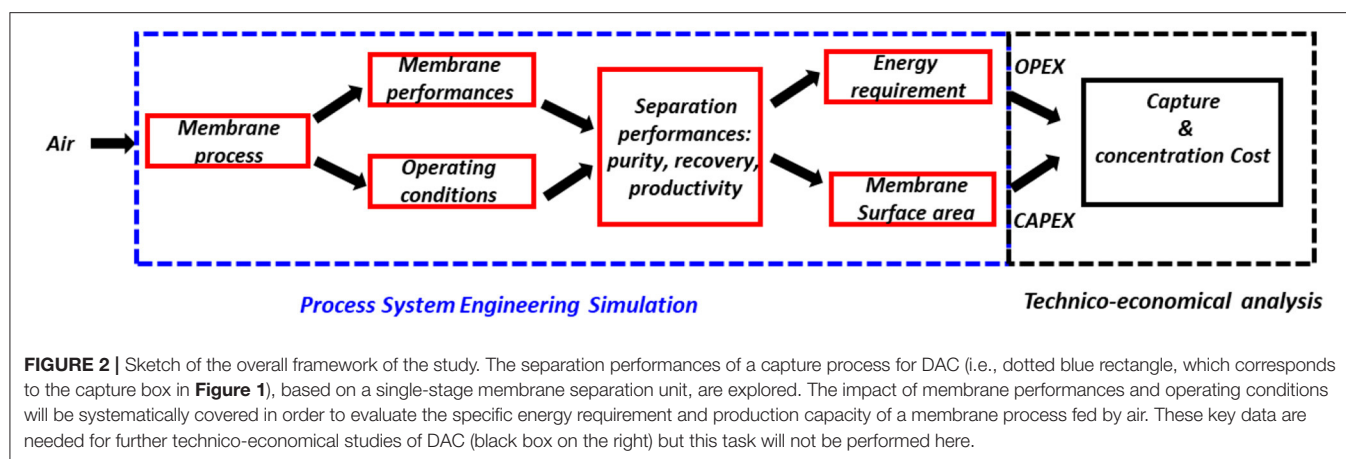 Air
Membrane
process
Membrane
performances
Operating
conditions
Separation
performances:
purity, recovery,
productivity
Energy
requirement
Membrane
Surface area
OPEX
CAPEX
Capture
&
concentration Cost
Process System Engineering Simulation
Technico-economical analysis
FIGURE 2 | Sketch of the overall framework of the study. The separation performances of a capture process for DAC (i.e., dotted blue rectangle, which corresponds
to the capture box in Figure 1), based on a single-stage membrane separation unit, are explored. The impact of membrane performances and operating conditions
will be systematically covered in order to evaluate the specific energy requirement and production capacity of a membrane process fed by air. These key data are
needed for further technico-economical studies of DAC (black box on the right) but this task will not be performed here.